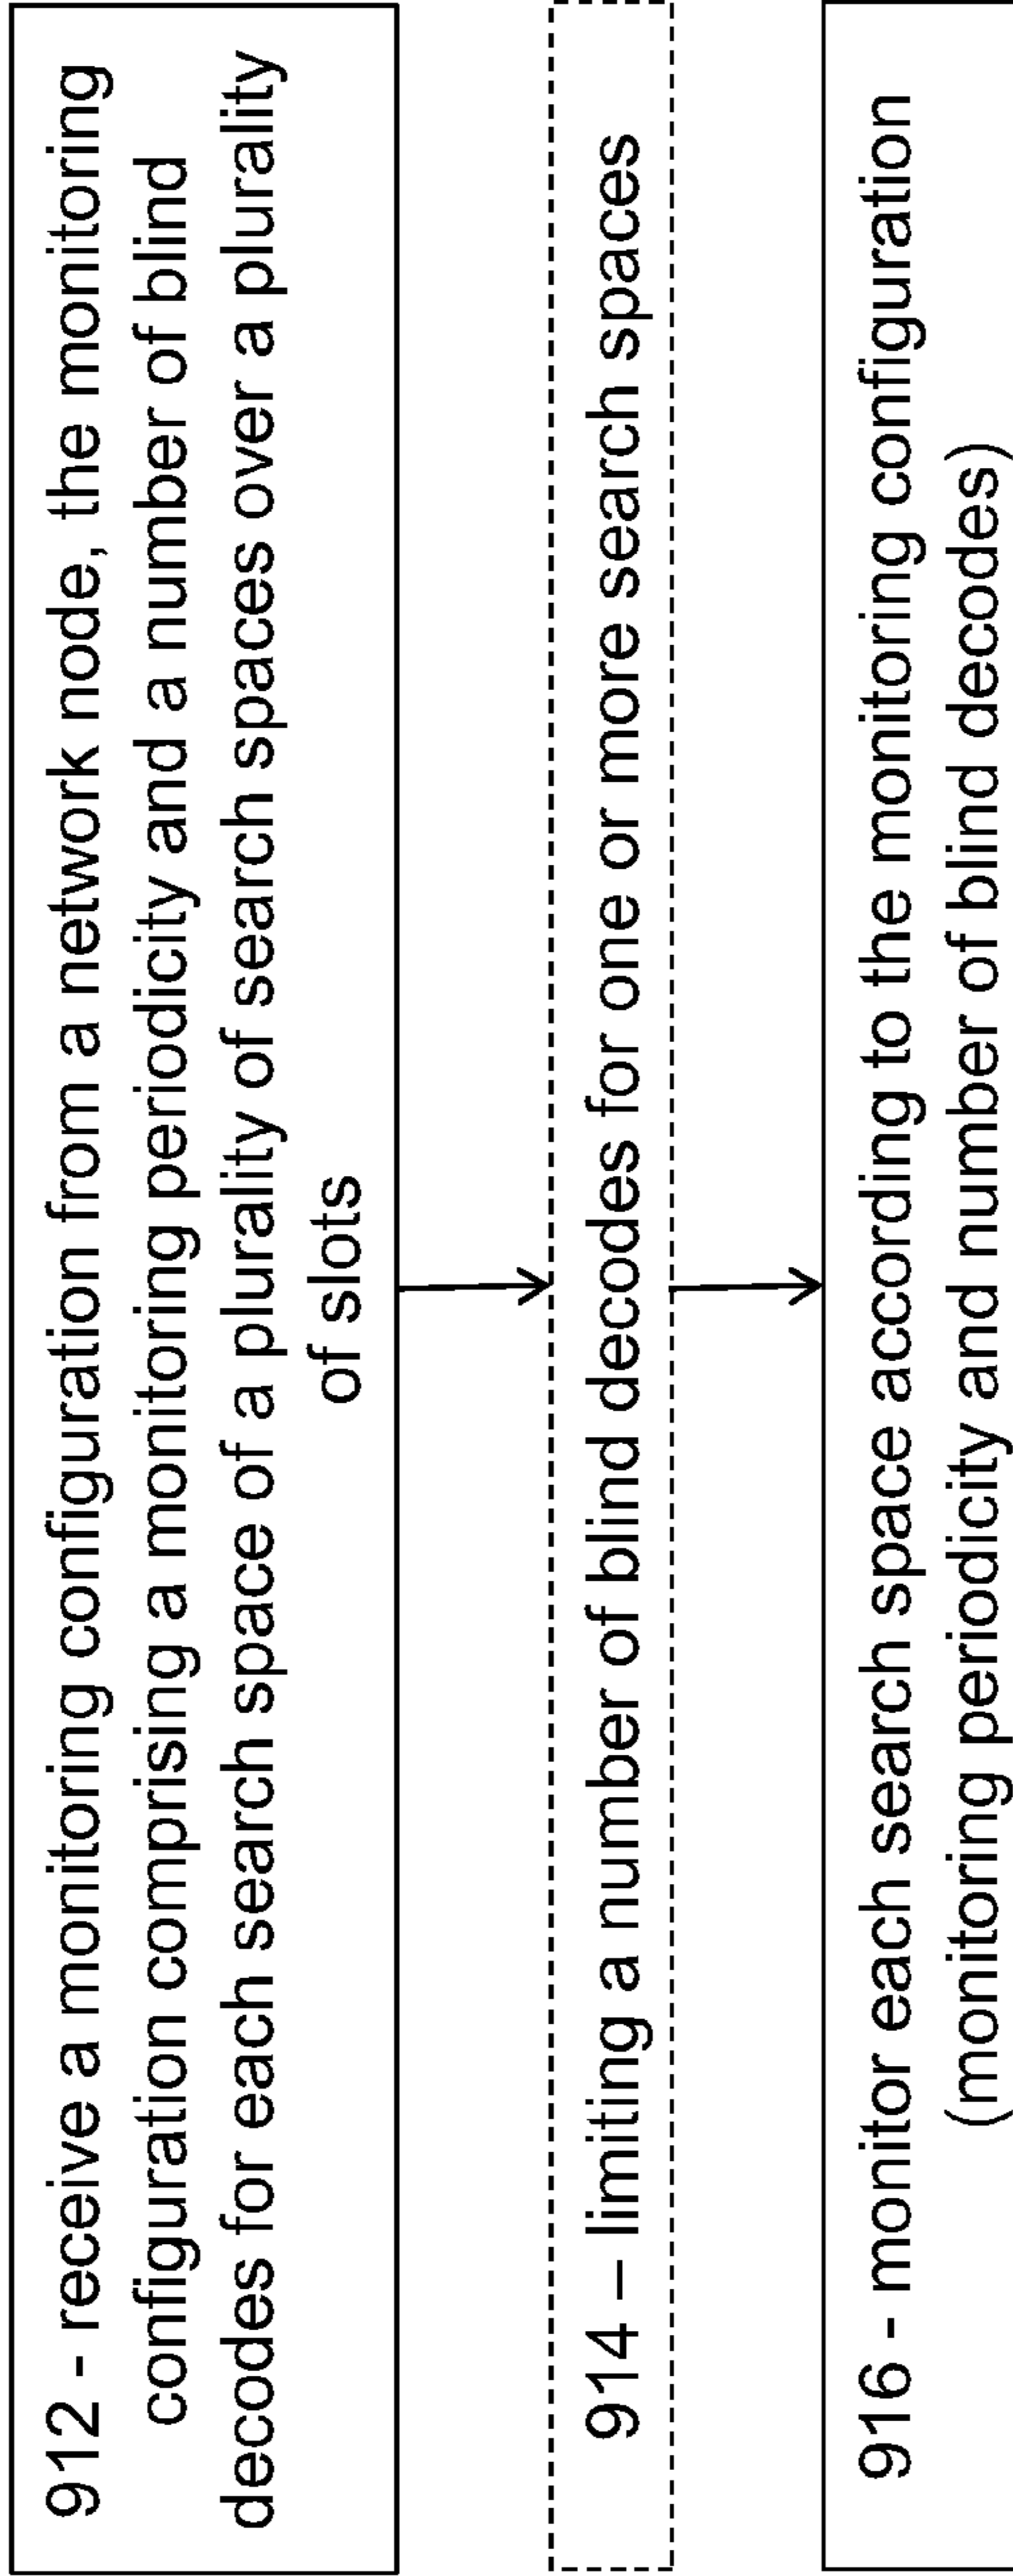 912 - receive a monitoring configuration from a network node, the monitoring
configuration comprising a monitoring periodicity and a number of blind
decodes for each search space of a plurality of search spaces over a plurality
of slots
914 – limiting a number of blind decodes for one or more search spaces
916 - monitor each search space according to the monitoring configuration
(monitoring periodicity and number of blind decodes)